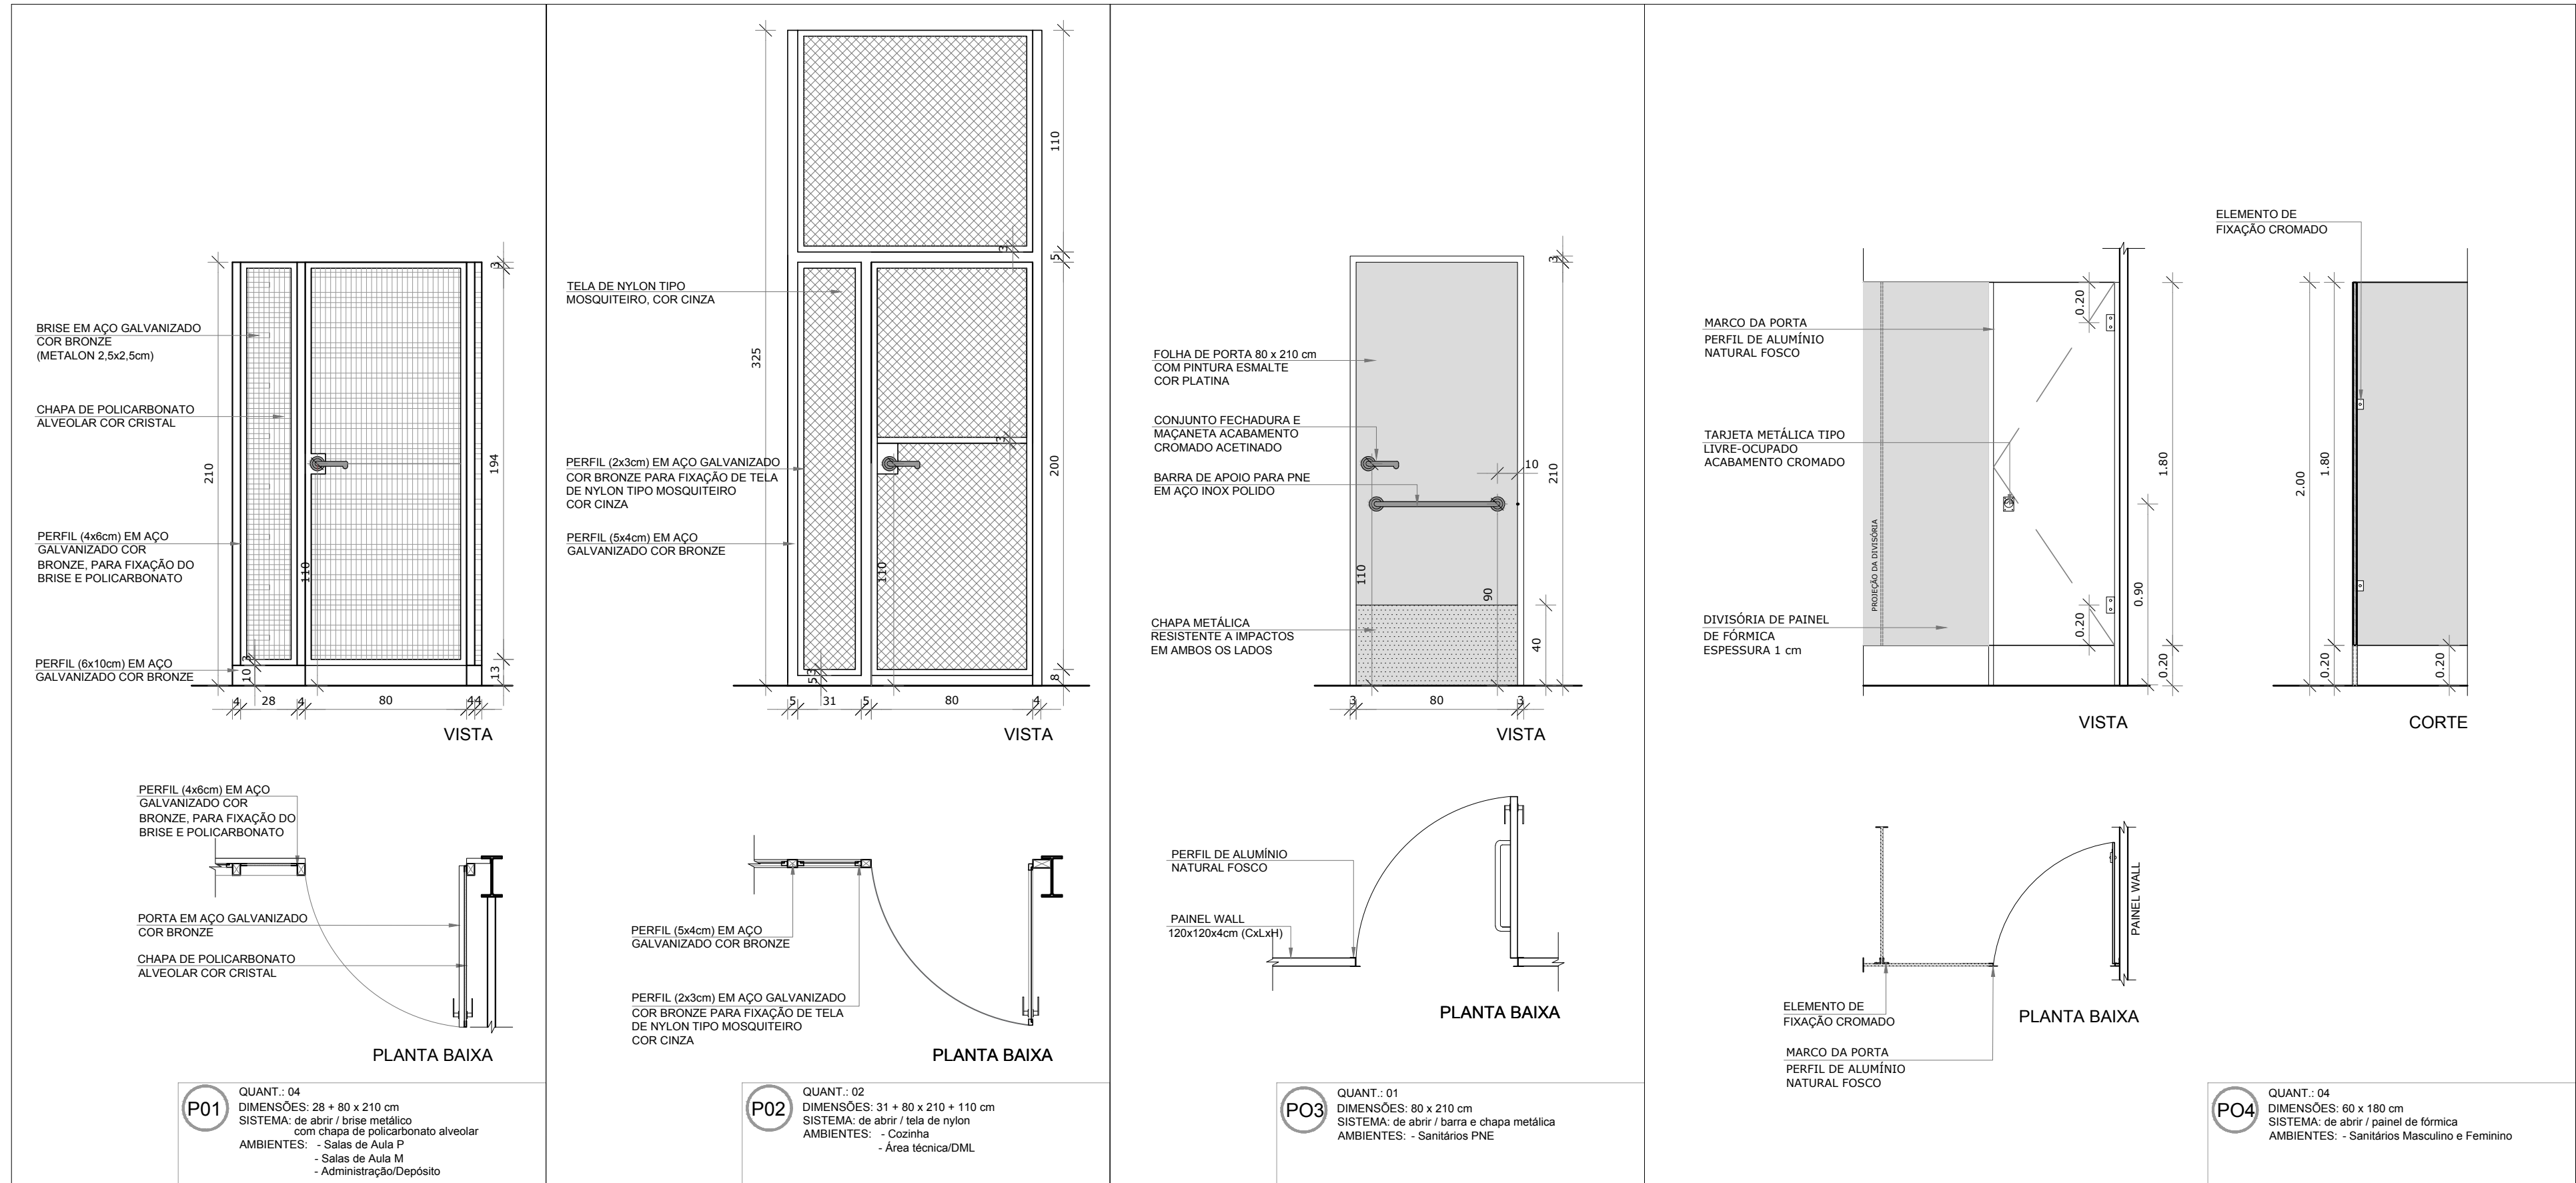 BRISE EM AÇO GALVANIZADO
COR BRONZE
(METALON 2,5x2,5cm)
CHAPA DE POLICARBONATO
ALVEOLAR COR CRISTAL
PERFIL (4x6cm) EM AÇO
GALVANIZADO COR
BRONZE, PARA FIXAÇÃO DO
BRISE E POLICARBONATO
PERFIL (6x10cm) EM AÇO
GALVANIZADO COR BRONZE
210
110
3
10
3
194
13
4
28
4
80
4
4
VISTA
PERFIL (4x6cm) EM AÇO
GALVANIZADO COR
BRONZE, PARA FIXAÇÃO DO
BRISE E POLICARBONATO
PORTA EM AÇO GALVANIZADO
COR BRONZE
CHAPA DE POLICARBONATO
ALVEOLAR COR CRISTAL
PLANTA BAIXA
P01
QUANT.: 04
DIMENSÕES: 28 + 80 x 210 cm
SISTEMA: de abrir / brise metálico
com chapa de policarbonato alveolar
AMBIENTES: - Salas de Aula P
- Salas de Aula M
- Administração/Depósito
TELA DE NYLON TIPO
MOSQUITEIRO, COR CINZA
PERFIL (2x3cm) EM AÇO GALVANIZADO
COR BRONZE PARA FIXAÇÃO DE TELA
DE NYLON TIPO MOSQUITEIRO
COR CINZA
PERFIL (5x4cm) EM AÇO
GALVANIZADO COR BRONZE
325
110
3
5
3
200
110
5
3
8
5
31
5
80
4
VISTA
PERFIL (5x4cm) EM AÇO
GALVANIZADO COR BRONZE
PERFIL (2x3cm) EM AÇO GALVANIZADO
COR BRONZE PARA FIXAÇÃO DE TELA
DE NYLON TIPO MOSQUITEIRO
COR CINZA
PLANTA BAIXA
P02
QUANT.: 02
DIMENSÕES: 31 + 80 x 210 + 110 cm
SISTEMA: de abrir / tela de nylon
AMBIENTES: - Cozinha
- Área técnica/DML
FOLHA DE PORTA 80 x 210 cm
COM PINTURA ESMALTE
COR PLATINA
CONJUNTO FECHADURA E
MAÇANETA ACABAMENTO
CROMADO ACETINADO
BARRA DE APOIO PARA PNE
EM AÇO INOX POLIDO
CHAPA METÁLICA
RESISTENTE A IMPACTOS
EM AMBOS OS LADOS
3
10
210
110
90
40
3
80
3
VISTA
PERFIL DE ALUMÍNIO
NATURAL FOSCO
PAINEL WALL
120x120x4cm (CxLxH)
PLANTA BAIXA
PO3
QUANT.: 01
DIMENSÕES: 80 x 210 cm
SISTEMA: de abrir / barra e chapa metálica
AMBIENTES: - Sanitários PNE
MARCO DA PORTA
PERFIL DE ALUMÍNIO
NATURAL FOSCO
TARJETA METÁLICA TIPO
LIVRE-OCUPADO
ACABAMENTO CROMADO
DIVISÓRIA DE PAINEL
DE FÓRMICA
ESPESSURA 1 cm
PROJEÇÃO DA DIVISÓRIA
0.20
1.80
0.90
0.20
0.20
VISTA
ELEMENTO DE
FIXAÇÃO CROMADO
2.00
1.80
0.20
0.20
CORTE
PAINEL WALL
ELEMENTO DE
FIXAÇÃO CROMADO
MARCO DA PORTA
PERFIL DE ALUMÍNIO
NATURAL FOSCO
PLANTA BAIXA
PO4
QUANT.: 04
DIMENSÕES: 60 x 180 cm
SISTEMA: de abrir / painel de fórmica
AMBIENTES: - Sanitários Masculino e Feminino